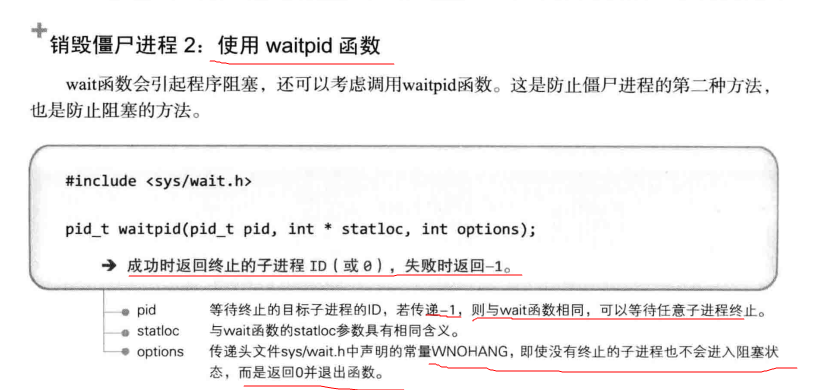 +销毁僵尸进程 2：使用 waitpid 函数
wait函数会引起程序阻塞，还可以考虑调用waitpid函数。这是防止僵尸进程的第二种方法，
也是防止阻塞的方法。
#include <sys/wait.h>
pid_t waitpid(pid_t pid, int * statloc, int options);
→ 成功时返回终止的子进程 ID（或 0），失败时返回–1。
pid 等待终止的目标子进程的ID，若传递–1，则与wait函数相同，可以等待任意子进程终止。
statloc 与wait函数的statloc参数具有相同含义。
options 传递头文件sys/wait.h中声明的常量WNOHANG，即使没有终止的子进程也不会进入阻塞状
态，而是返回0并退出函数。